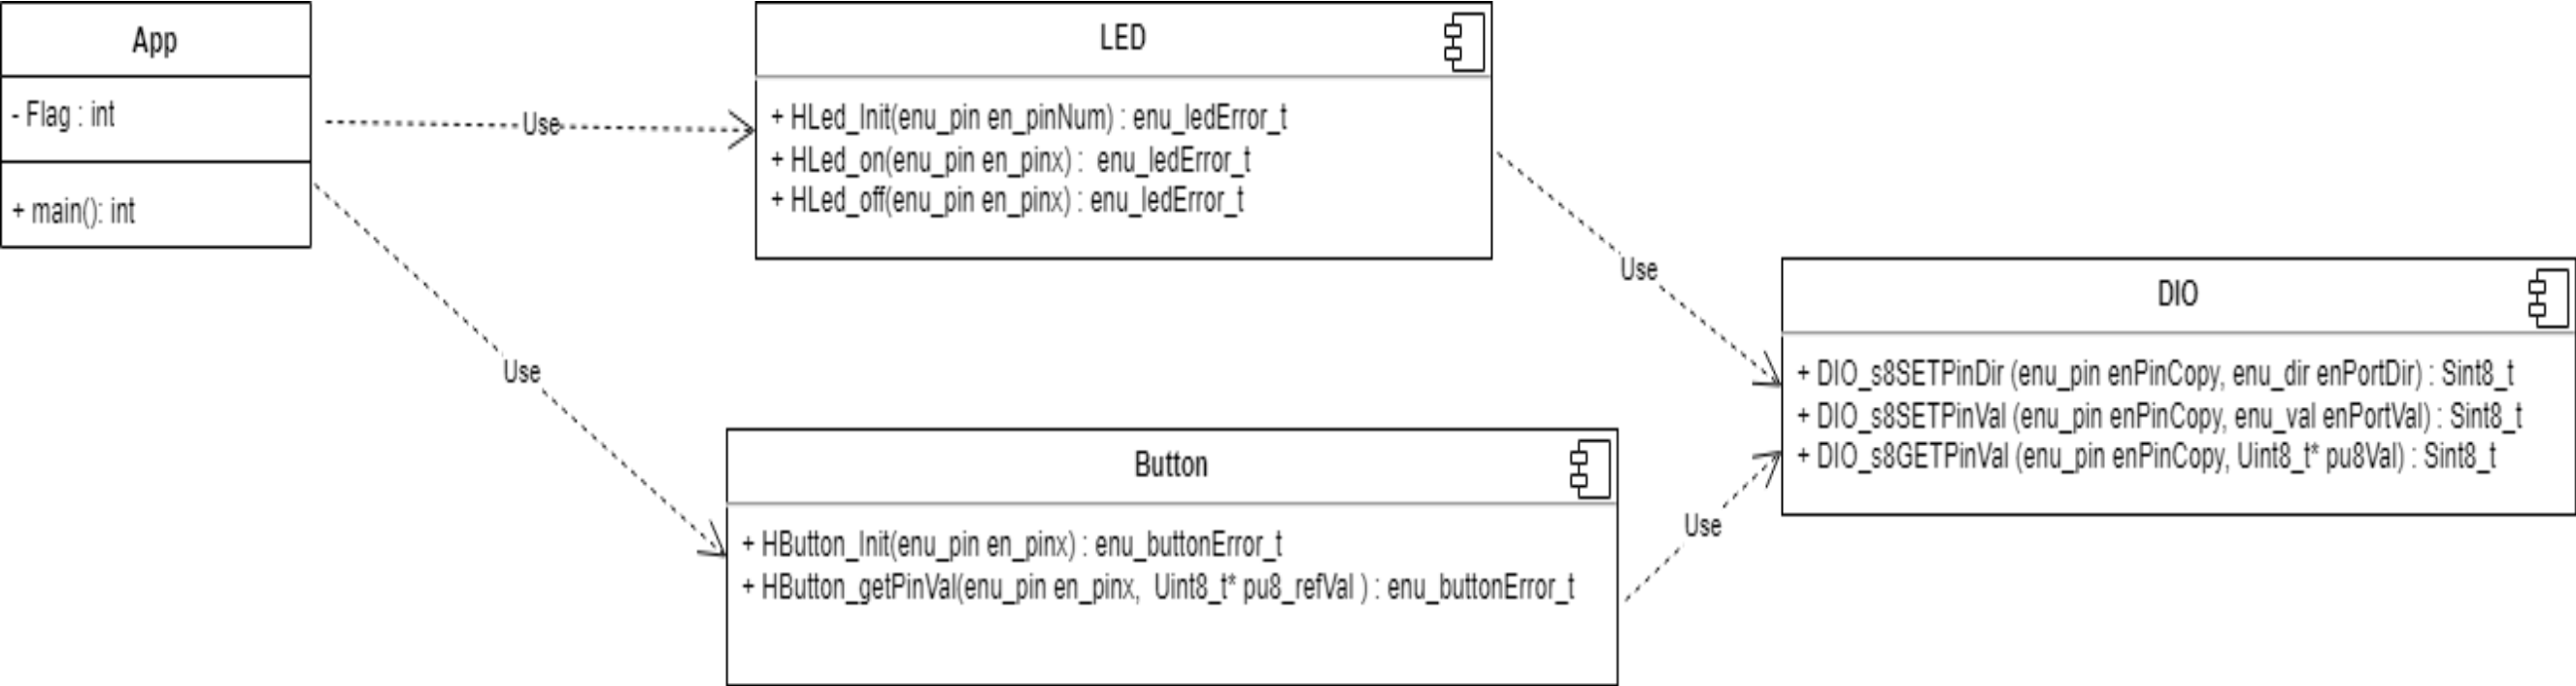 App
- Flag : int
+ main(): int
Use
LED
+ HLed_Init(enu_pin en_pinNum) : enu_ledError_t
+ HLed_on(enu_pin en_pinx) :  enu_ledError_t
+ HLed_off(enu_pin en_pinx) : enu_ledError_t
Use
Use
Button
+ HButton_Init(enu_pin en_pinx) : enu_buttonError_t
+ HButton_getPinVal(enu_pin en_pinx,  Uint8_t* pu8_refVal ) : enu_buttonError_t
Use
DIO
+ DIO_s8SETPinDir (enu_pin enPinCopy, enu_dir enPortDir) : Sint8_t
+ DIO_s8SETPinVal (enu_pin enPinCopy, enu_val enPortVal) : Sint8_t
+ DIO_s8GETPinVal (enu_pin enPinCopy, Uint8_t* pu8Val) : Sint8_t